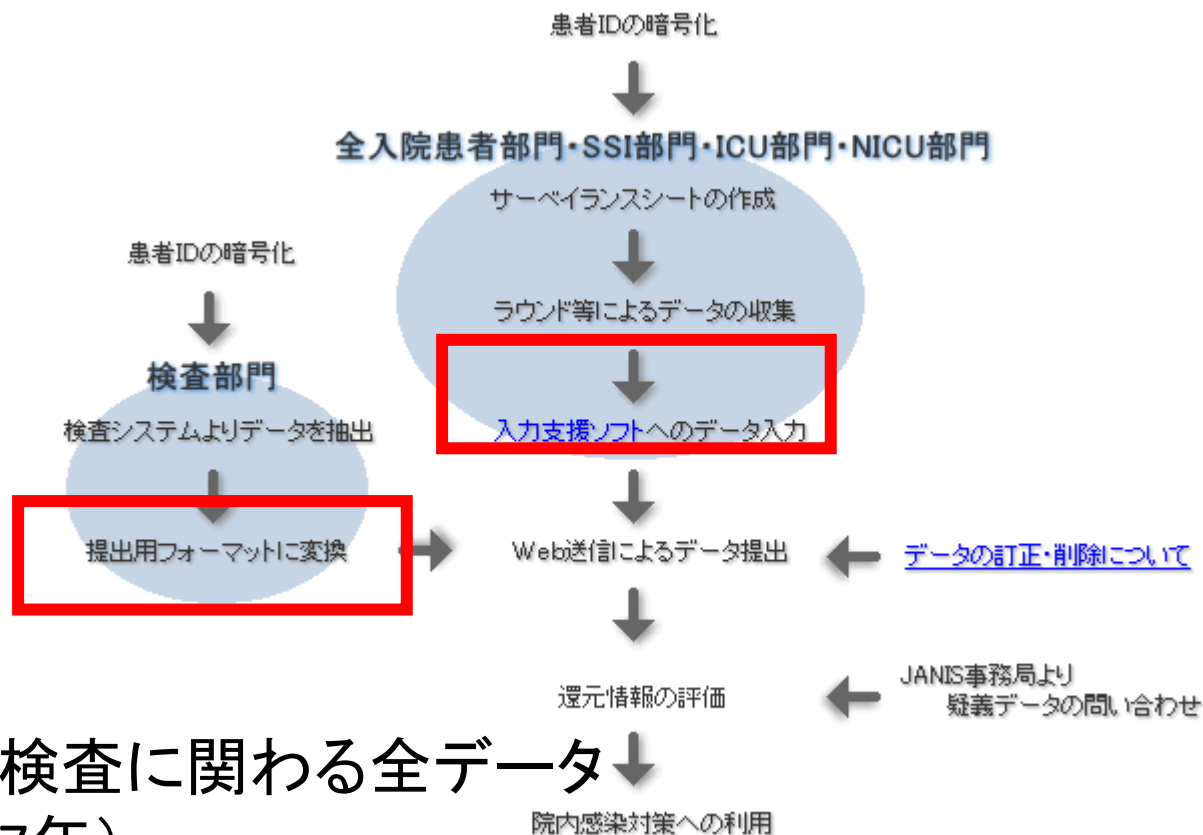 患者IDの暗号化
全入院患者部門・SSI部門・ICU部門・NICU部門
サーベイランスシートの作成
患者IDの暗号化
ラウンド等によるデータの収集
検査部門
検査システムよりデータを抽出
入力支援ソフトへのデータ入力
提出用フォーマットに変換
Web送信によるデータ提出
データの訂正・削除について
JANIS事務局より
疑義データの問い合わせ
還元情報の評価
検査に関わる全データ
院内感染対策への利用